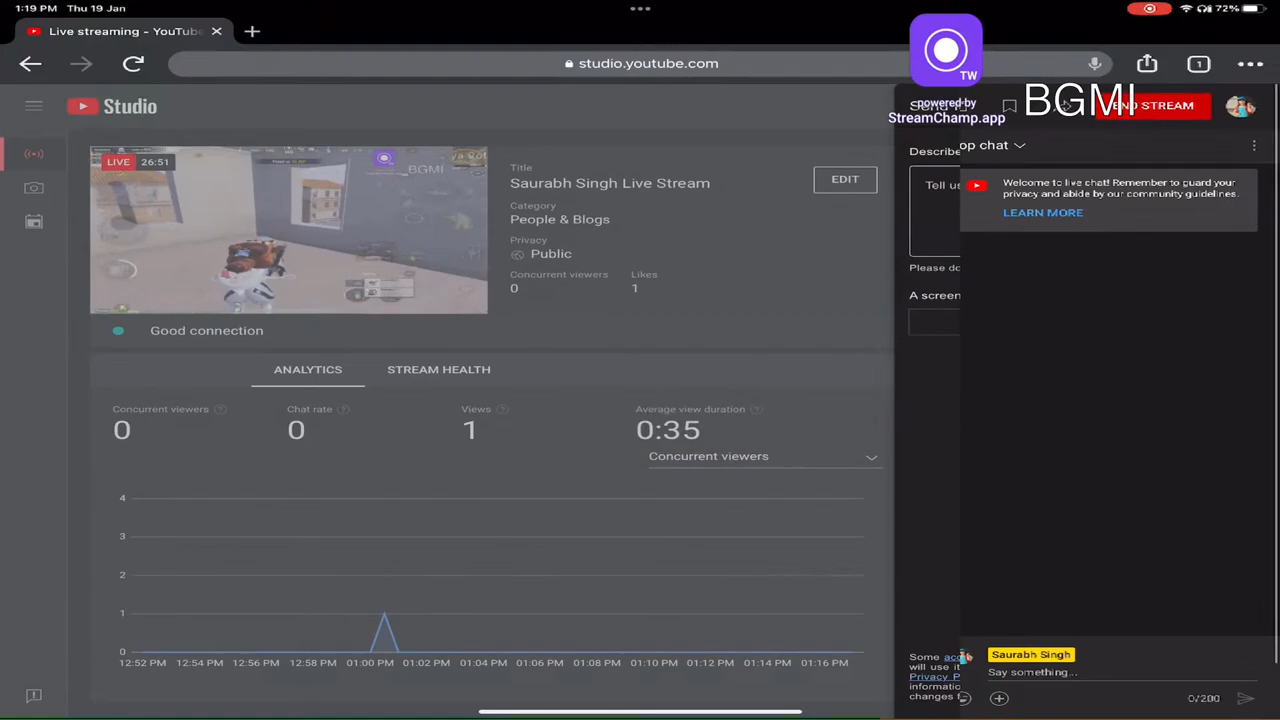 1:19 PM Thu 19 Jan
72%
Live streaming - YouTube
studio.youtube.com
1
TW
powered by
StreamChamp.app
BGMI
Studio
END STREAM
LIVE 26:51
BGMI
Title
Saurabh Singh Live Stream
EDIT
Category
People & Blogs
Privacy
Public
Concurrent viewers Likes
0 1
Good connection
ANALYTICS STREAM HEALTH
Concurrent viewers Chat rate Views Average view duration
0 0 1 0:35
Concurrent viewers
4
3
2
1
0
12:52 PM 12:54 PM 12:56 PM 12:58 PM 01:00 PM 01:02 PM 01:04 PM 01:06 PM 01:08 PM 01:10 PM 01:12 PM 01:14 PM 01:16 PM
op chat
Describe
Tell us
Please do
A screen
Welcome to live chat! Remember to guard your
privacy and abide by our community guidelines.
LEARN MORE
Some acc
will use it
Privacy P
information
changes f
Saurabh Singh
Say something...
0/200